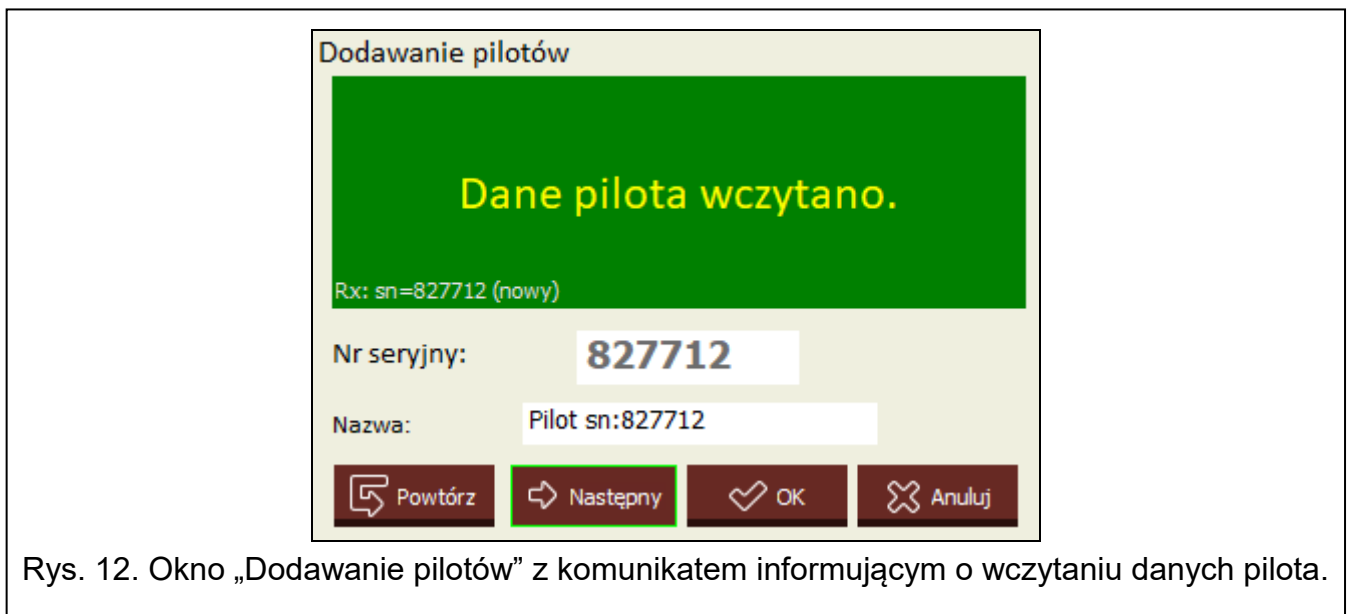 Dodawanie pilotów
Dane pilota wczytano.
Rx: sn=827712 (nowy)
Nr seryjny: 827712
Nazwa: Pilot sn:827712
Powtórz Następny OK Anuluj
Rys. 12. Okno „Dodawanie pilotów” z komunikatem informującym o wczytaniu danych pilota.